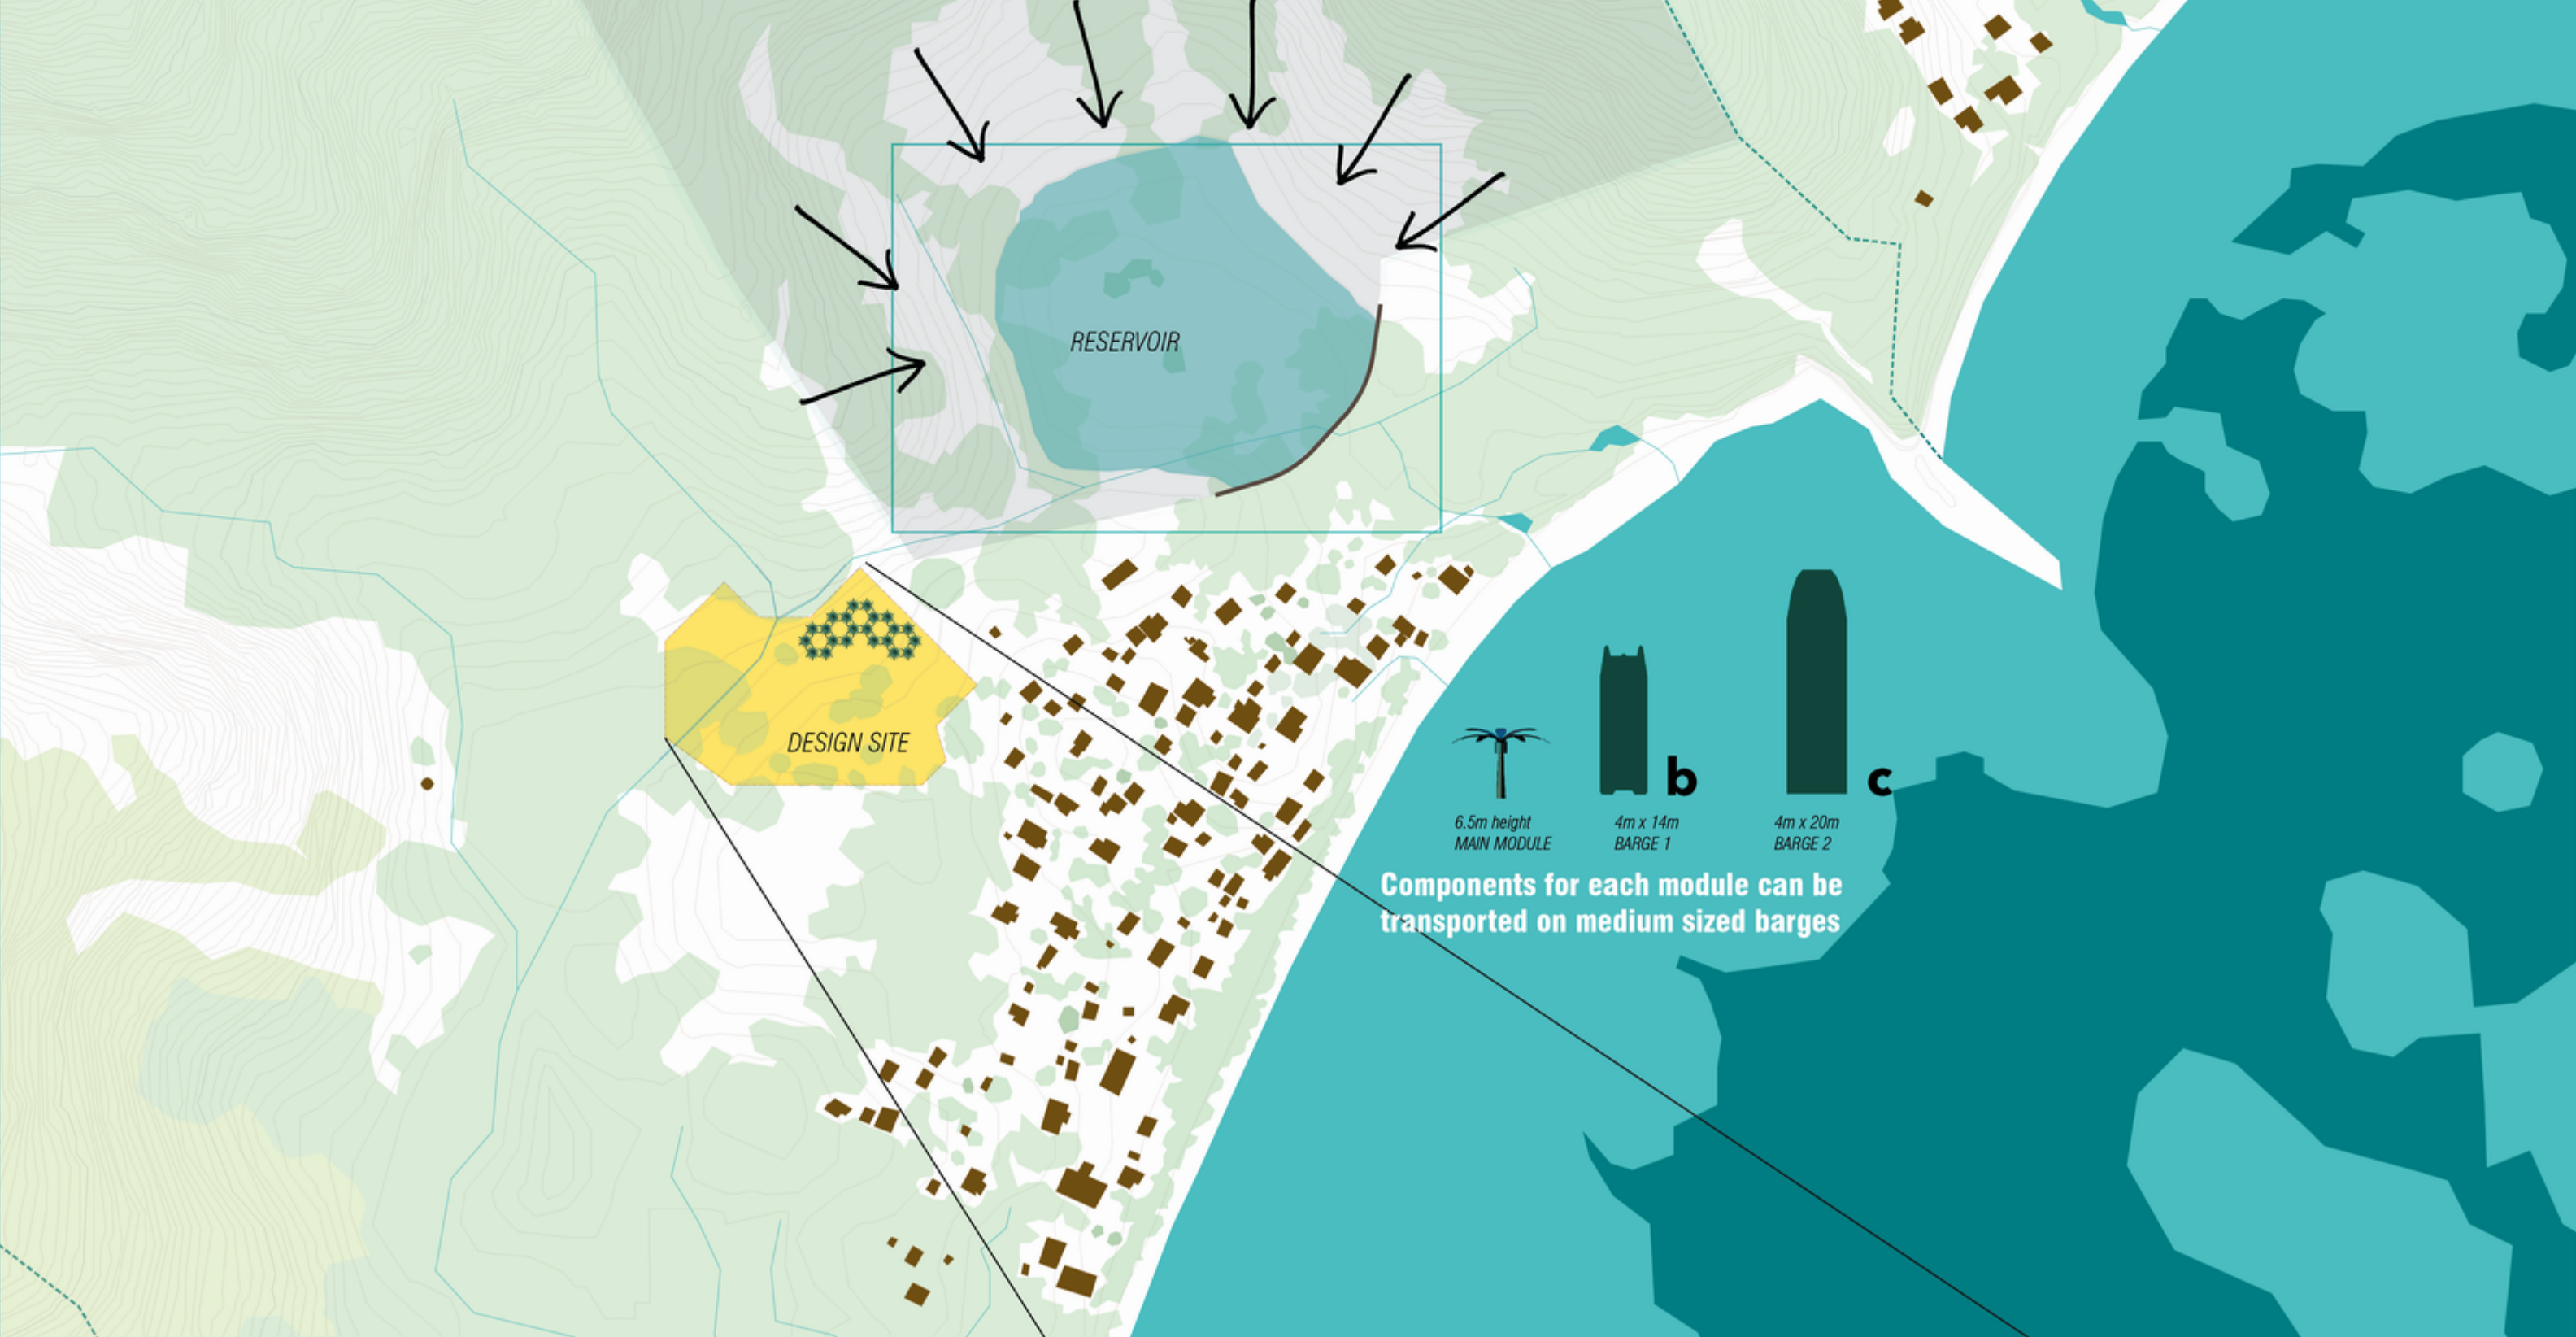 RESERVOIR
DESIGN SITE
b
c
6.5m height
MAIN MODULE
4m x 14m
BARGE 1
4m x 20m
BARGE 2
Components for each module can be
transported on medium sized barges